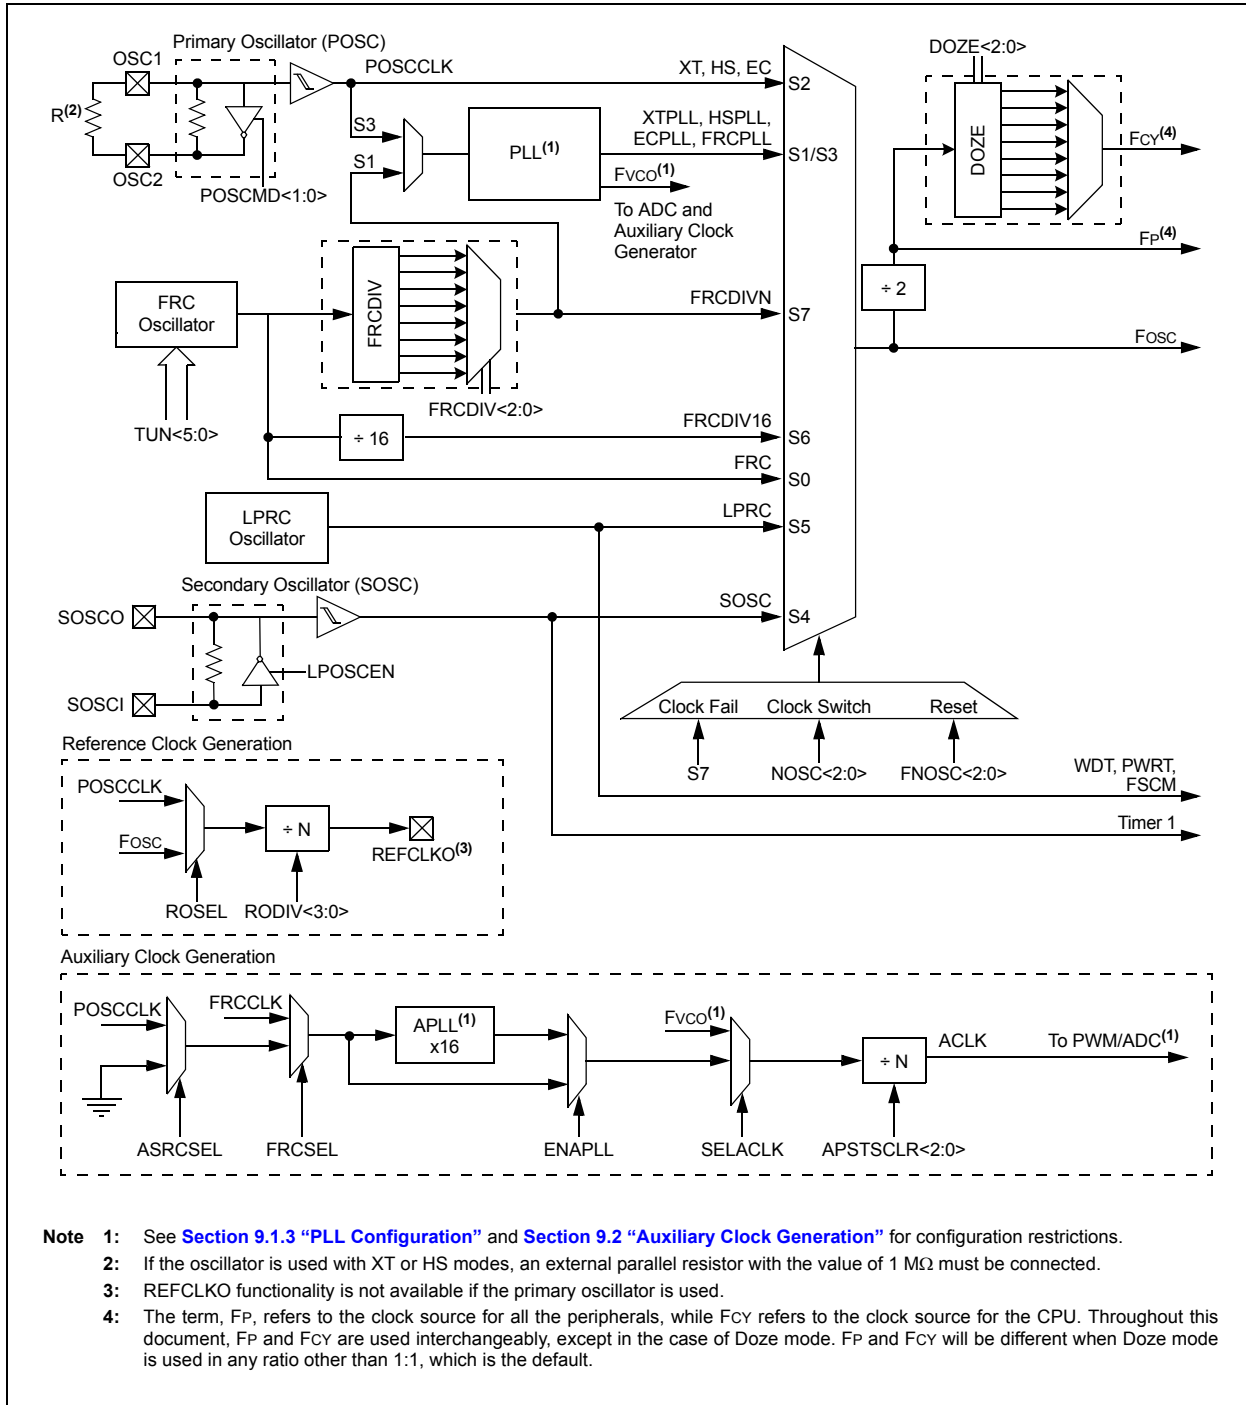 Primary Oscillator (POSC)
DOZE<2:0>
OSC1
POSCCLK
XT, HS, EC
S2
R(2)
S3
PLL(1)
XTPLL, HSPLL,
ECPLL, FRCPLL
S1/S3
DOZE
FCY(4)
S1
OSC2
POSCMD<1:0>
FVCO(1)
To ADC and
Auxiliary Clock
Generator
FP(4)
÷ 2
FRC
Oscillator
FRCDIV
FRCDIVN
S7
FOSC
FRCDIV<2:0>
TUN<5:0>
÷ 16
FRCDIV16
S6
FRC
S0
LPRC
Oscillator
LPRC
S5
Secondary Oscillator (SOSC)
SOSCO
SOSC
S4
LPOSCEN
SOSCI
Clock Fail
Clock Switch
Reset
S7
NOSC<2:0>
FNOSC<2:0>
WDT, PWRT,
FSCM
Timer 1
Reference Clock Generation
POSCCLK
FOSC
÷ N
REFCLKO(3)
ROSEL
RODIV<3:0>
Auxiliary Clock Generation
POSCCLK
FRCCLK
APLL(1)
x16
FVCO(1)
÷ N
ACLK
To PWM/ADC(1)
ASRCSEL
FRCSEL
ENAPLL
SELACLK
APSTSCLR<2:0>
Note 1: See Section 9.1.3 “PLL Configuration” and Section 9.2 “Auxiliary Clock Generation” for configuration restrictions.
2: If the oscillator is used with XT or HS modes, an external parallel resistor with the value of 1 MΩ must be connected.
3: REFCLKO functionality is not available if the primary oscillator is used.
4: The term, FP, refers to the clock source for all the peripherals, while FCY refers to the clock source for the CPU. Throughout this
document, FP and FCY are used interchangeably, except in the case of Doze mode. FP and FCY will be different when Doze mode
is used in any ratio other than 1:1, which is the default.